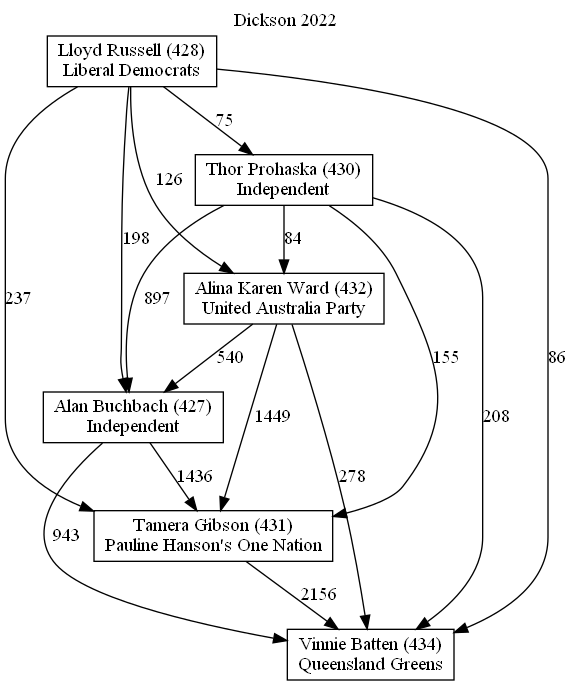 Dickson 2022
Lloyd Russell (428)
Liberal Democrats
75
Thor Prohaska (430)
Independent
126
198
84
Alina Karen Ward (432)
United Australia Party
237
897
540
155
86
Alan Buchbach (427)
Independent
1449
208
1436
278
943
Tamera Gibson (431)
Pauline Hanson's One Nation
2156
Vinnie Batten (434)
Queensland Greens